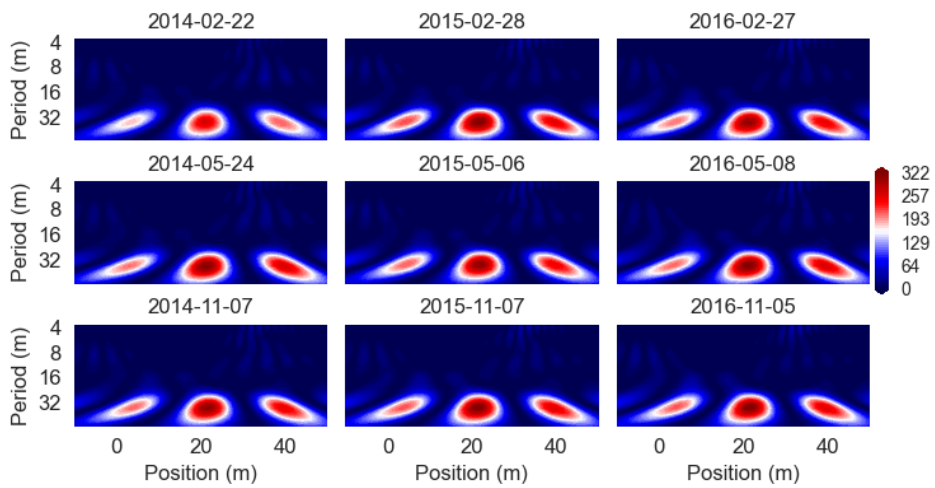 2014-02-22 2015-02-28 2016-02-27
4
8
16
32
Period (m)
2014-05-24 2015-05-06 2016-05-08
4
8
16
32
Period (m)
322
257
193
129
64
0
2014-11-07 2015-11-07 2016-11-05
4
8
16
32
Period (m)
0 20 40 0 20 40 0 20 40
Position (m) Position (m) Position (m)